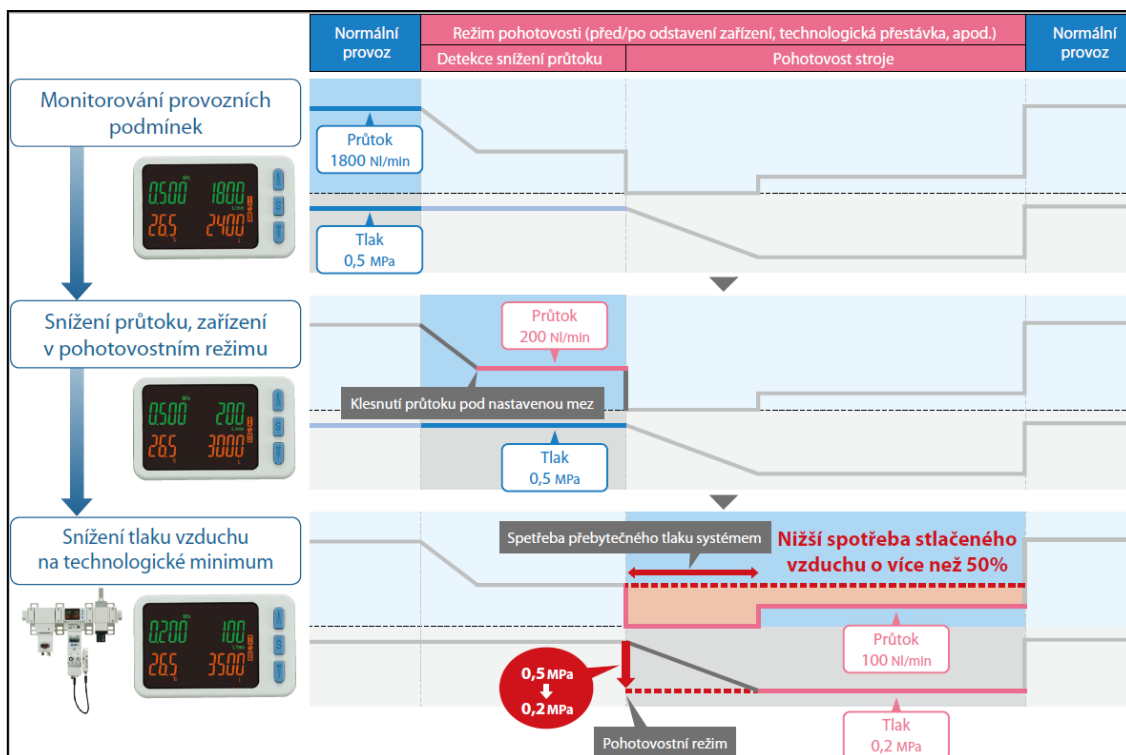 Normální
provoz
Režim pohotovosti (před/po odstavení zařízení, technologická přestávka, apod.)
Normální
provoz
Detekce snížení průtoku
Pohotovost stroje
Monitorování provozních
podmínek
0.500 1800
26.5 2400
Průtok
1800 Nl/min
Tlak
0,5 MPa
Snížení průtoku, zařízení
v pohotovostním režimu
0.500 200
26.5 3000
Průtok
200 Nl/min
Klesnutí průtoku pod nastavenou mez
Tlak
0,5 MPa
Snížení tlaku vzduchu
na technologické minimum
0.200 100
26.5 3500
Spetřeba přebytečného tlaku systémem
Nižší spotřeba stlačeného
vzduchu o více než 50%
Průtok
100 Nl/min
0,5 MPa
0,2 MPa
Pohotovostní režim
Tlak
0,2 MPa